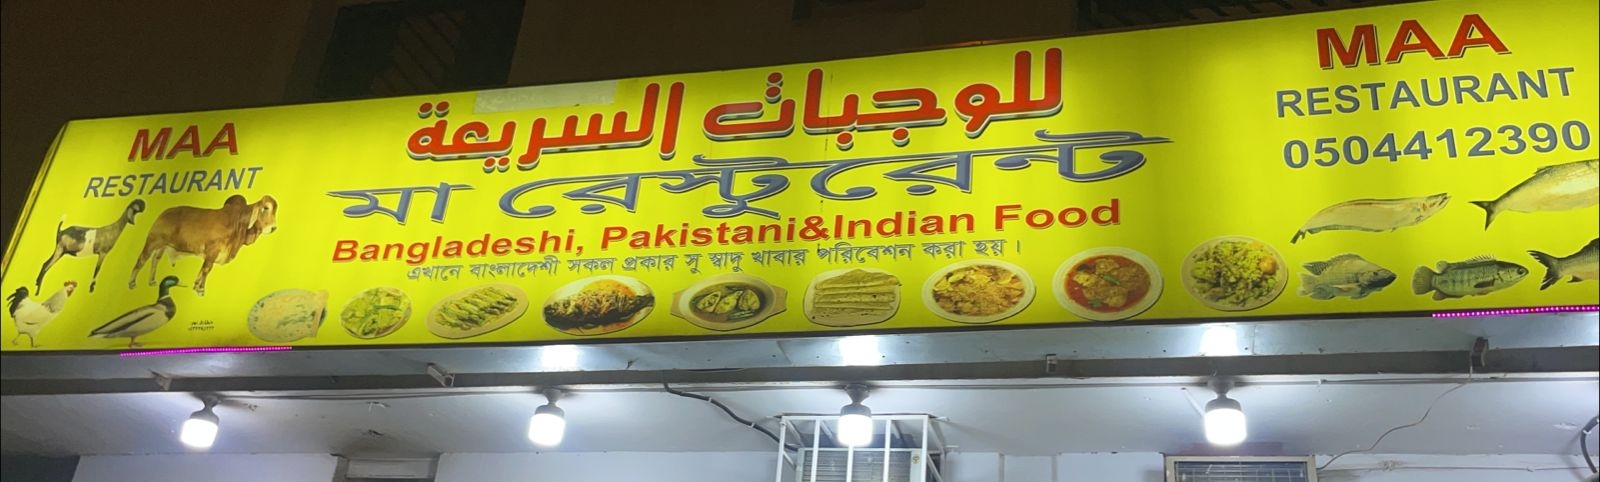 MAA
RESTAURANT
للوجبات السريعة
মা রেস্টুরেন্ট
Bangladeshi, Pakistani&Indian Food
এখানে বাংলাদেশী সকল প্রকার সু স্বাদু খাবার পরিবেশন করা হয়।
MAA
RESTAURANT
0504412390